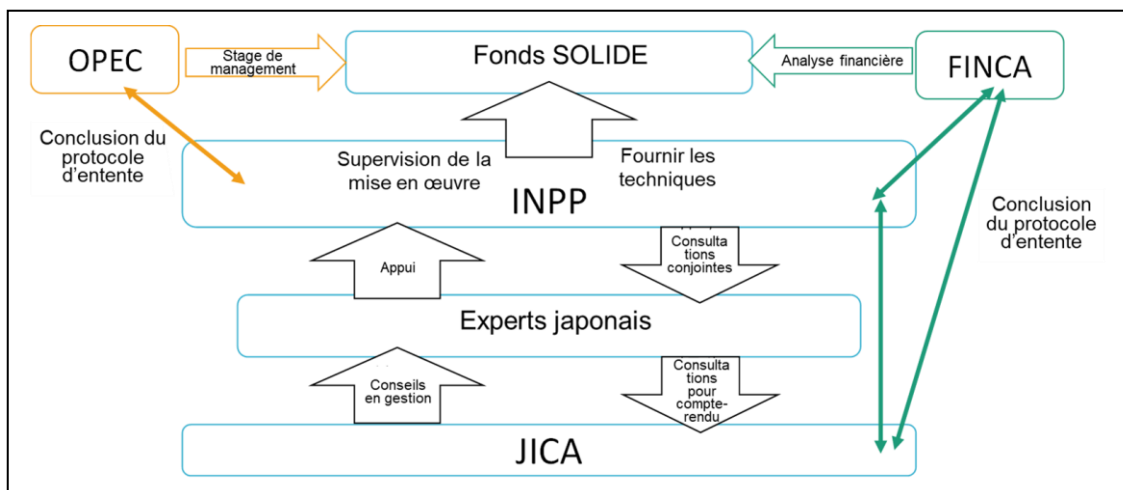 OPEC
Stage de
management
Fonds SOLIDE
Analyse financière
FINCA
Conclusion du
protocole
d'entente
Supervision de la
mise en œuvre
Fournir les
techniques
INPP
Conclusion
du protocole
d'entente
Appui
Consulta
tions
conjointes
Experts japonais
Conseils
en gestion
Consulta
tions
pour
compte-
rendu
JICA